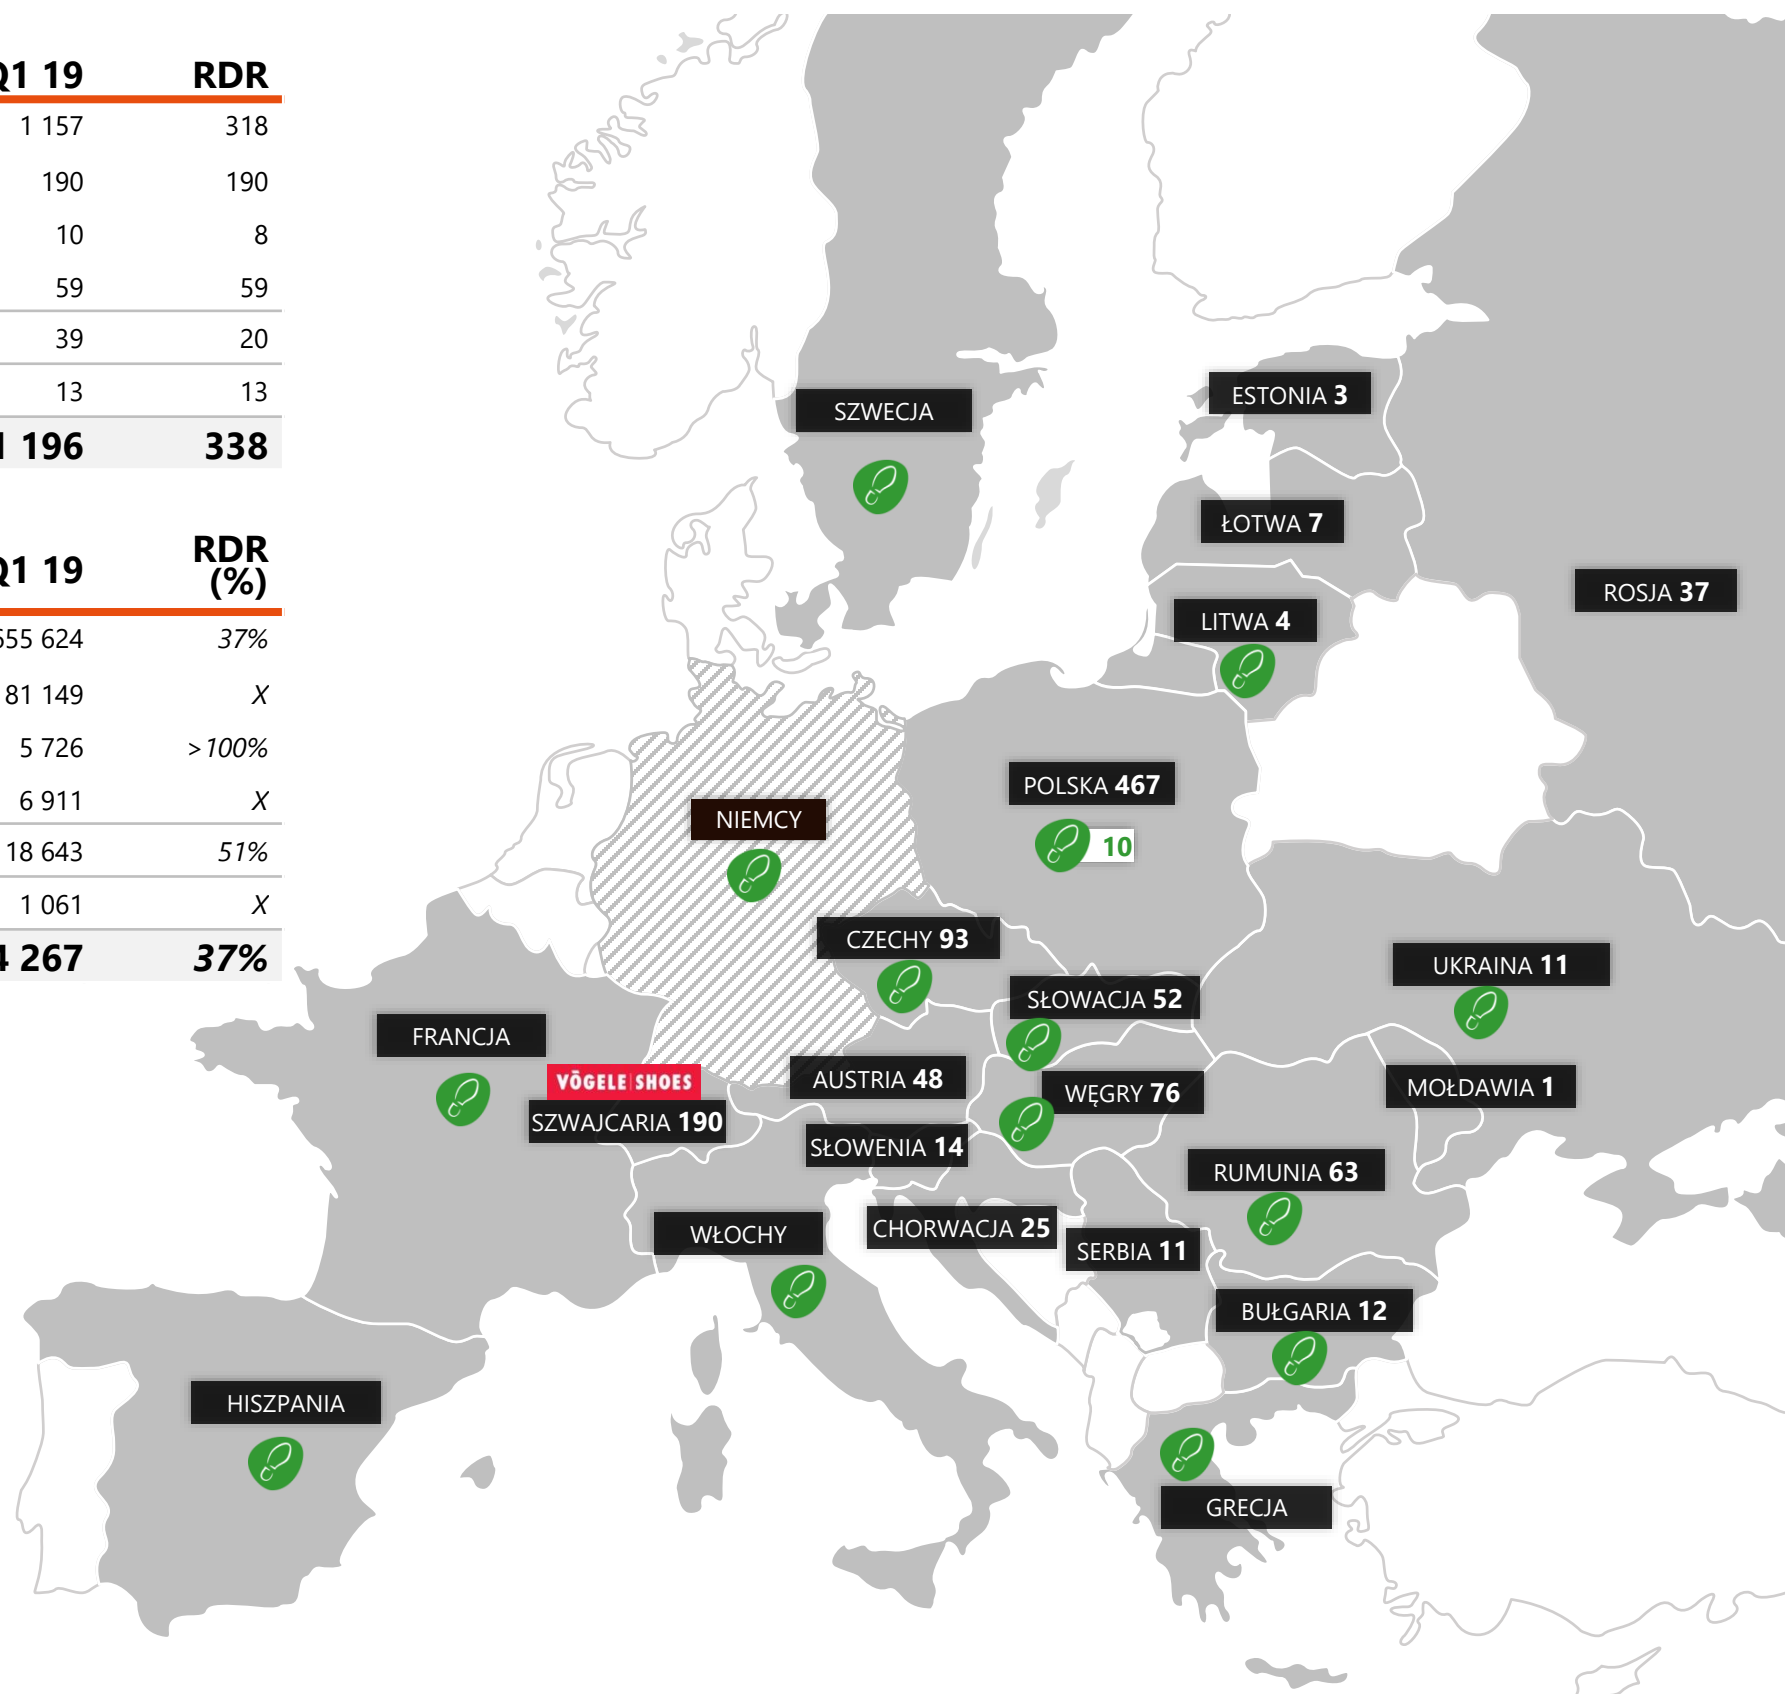 Q1 19 RDR
1 157 318
190 190
10 8
59 59
39 20
13 13
1 196 338
Q1 19 RDR (%)
655 624 37%
81 149 X
5 726 >100%
6 911 X
18 643 51%
1 061 X
4 267 37%
SZWECJA
ESTONIA 3
ŁOTWA 7
ROSJA 37
LITWA 4
POLSKA 467
10
NIEMCY
CZECHY 93
UKRAINA 11
SŁOWACJA 52
FRANCJA
VÖGELE SHOES
AUSTRIA 48
WĘGRY 76
MOŁDAWIA 1
SZWAJCARIA 190
SŁOWENIA 14
RUMUNIA 63
WŁOCHY
CHORWACJA 25
SERBIA 11
BUŁGARIA 12
HISZPANIA
GRECJA